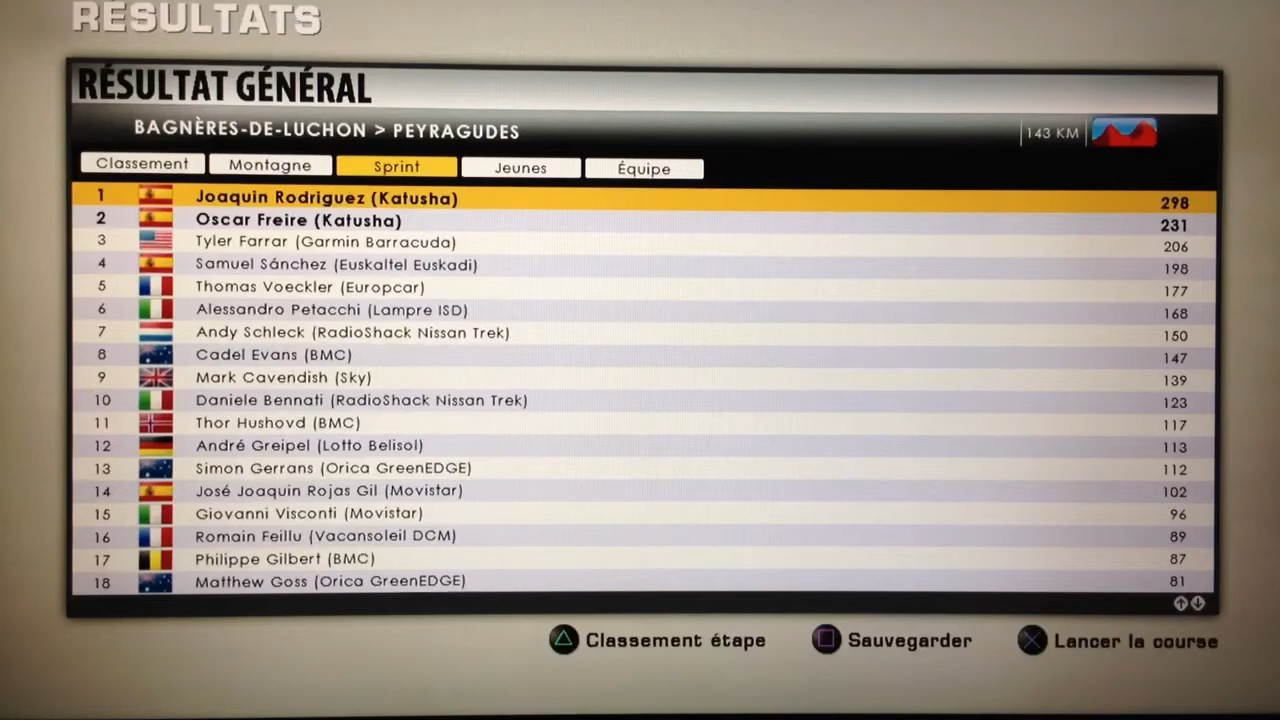 RÉSULTATS
RÉSULTAT GÉNÉRAL
BAGNÈRES-DE-LUCHON > PEYRAGUDES 143 KM
Classement Montagne Sprint Jeunes Équipe
1 Joaquin Rodriguez (Katusha) 298
2 Oscar Freire (Katusha) 231
3 Tyler Farrar (Garmin Barracuda) 206
4 Samuel Sánchez (Euskaltel Euskadi) 198
5 Thomas Voeckler (Europcar) 177
6 Alessandro Petacchi (Lampre ISD) 168
7 Andy Schleck (RadioShack Nissan Trek) 150
8 Cadel Evans (BMC) 147
9 Mark Cavendish (Sky) 139
10 Daniele Bennati (RadioShack Nissan Trek) 123
11 Thor Hushovd (BMC) 117
12 André Greipel (Lotto Belisol) 113
13 Simon Gerrans (Orica GreenEDGE) 112
14 José Joaquin Rojas Gil (Movistar) 102
15 Giovanni Visconti (Movistar) 96
16 Romain Feillu (Vacansoleil DCM) 89
17 Philippe Gilbert (BMC) 87
18 Matthew Goss (Orica GreenEDGE) 81
Classement étape Sauvegarder Lancer la course